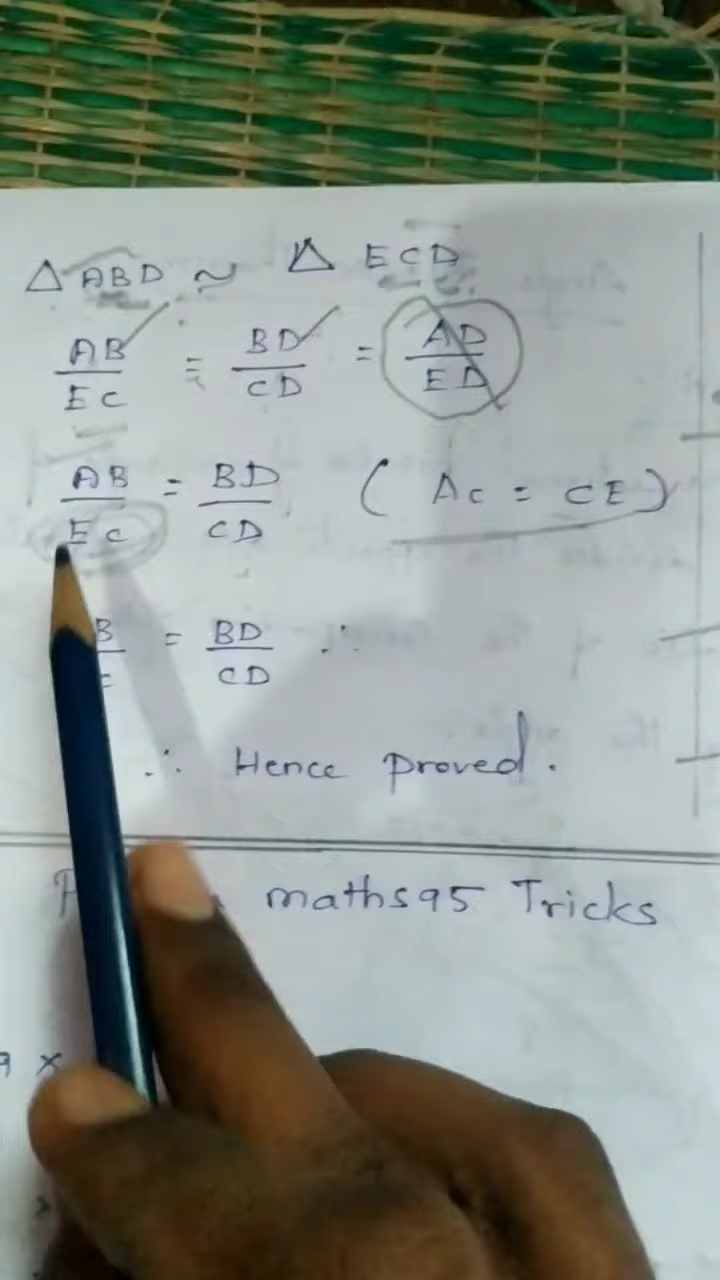 △ ABD ~ △ ECD
AB/EC = BD/CD = AD/ED
AB/EC = BD/CD (AC = CE)
B = BD/CD ∴
∴ Hence proved.
maths95 Tricks